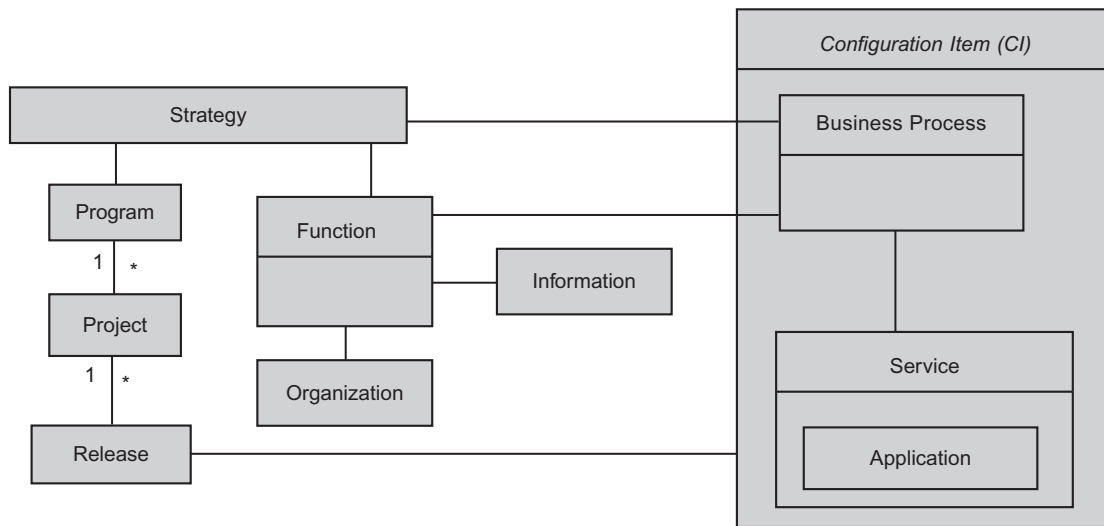 Configuration Item (CI)
Strategy
Business Process
Program
Function
1 *
Information
Project
1 *
Service
Organization
Release
Application